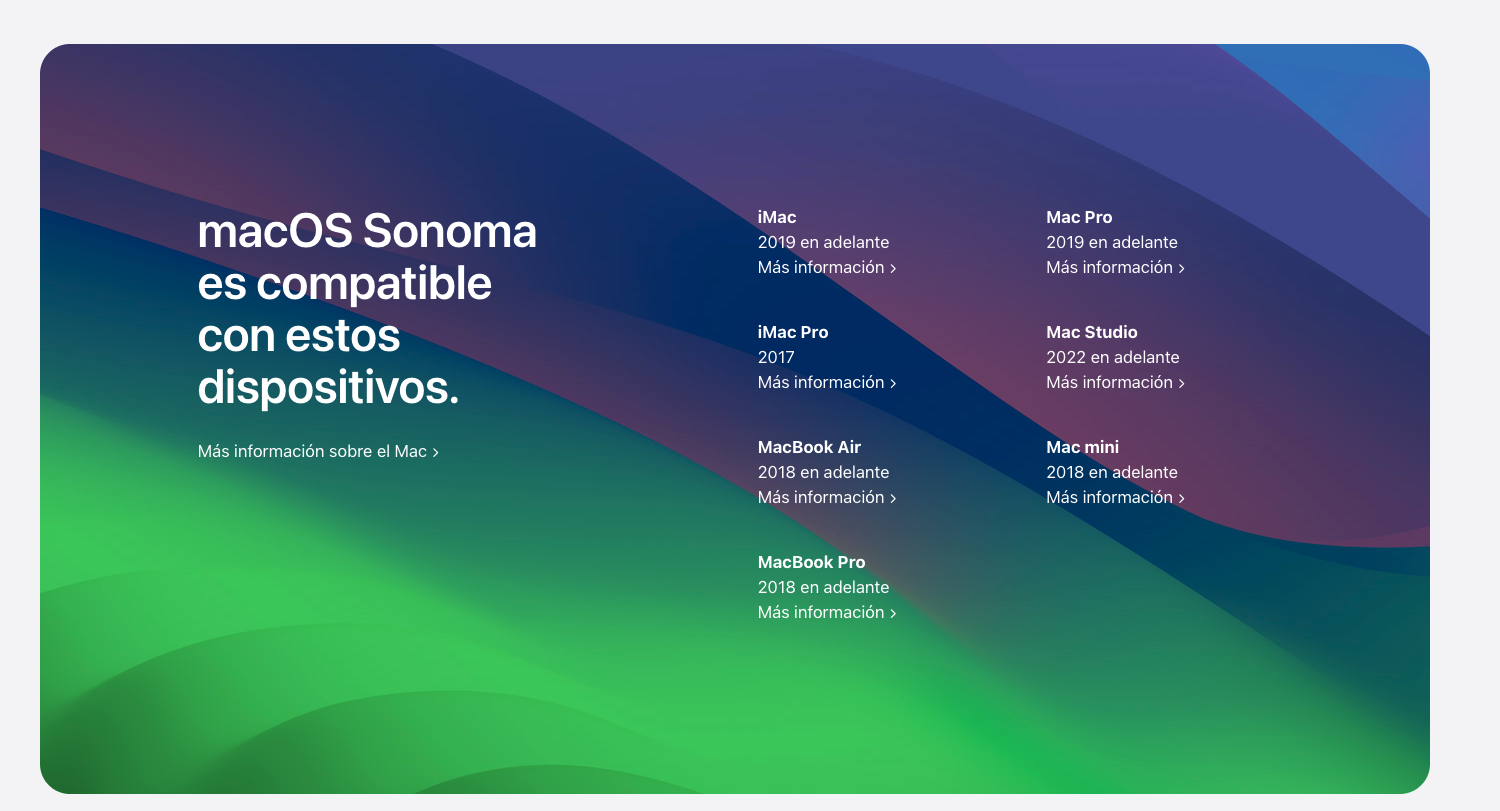 macOS Sonoma
es compatible
con estos
dispositivos.
Más información sobre el Mac >
iMac
2019 en adelante
Más información >
iMac Pro
2017
Más información >
MacBook Air
2018 en adelante
Más información >
MacBook Pro
2018 en adelante
Más información >
Mac Pro
2019 en adelante
Más información >
Mac Studio
2022 en adelante
Más información >
Mac mini
2018 en adelante
Más información >